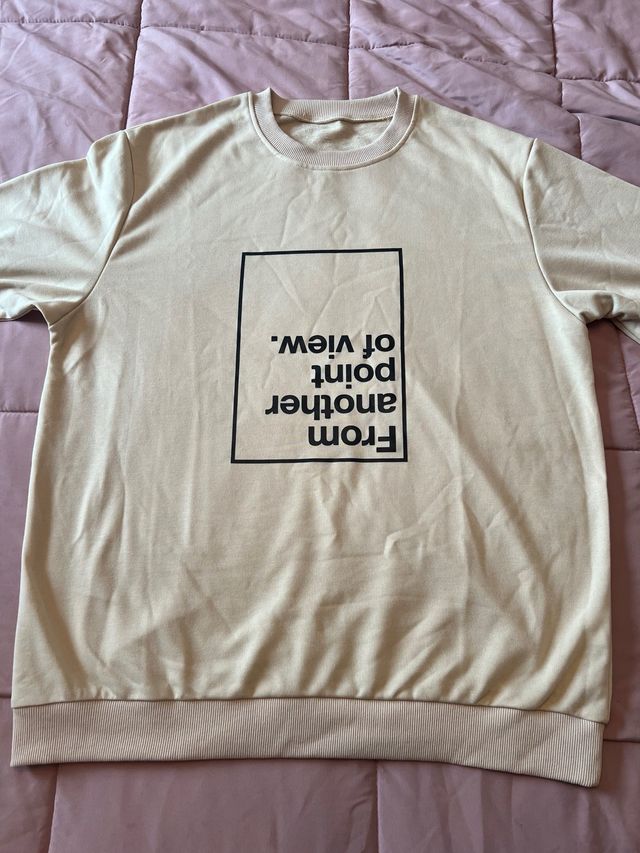 From
another
point
of view.